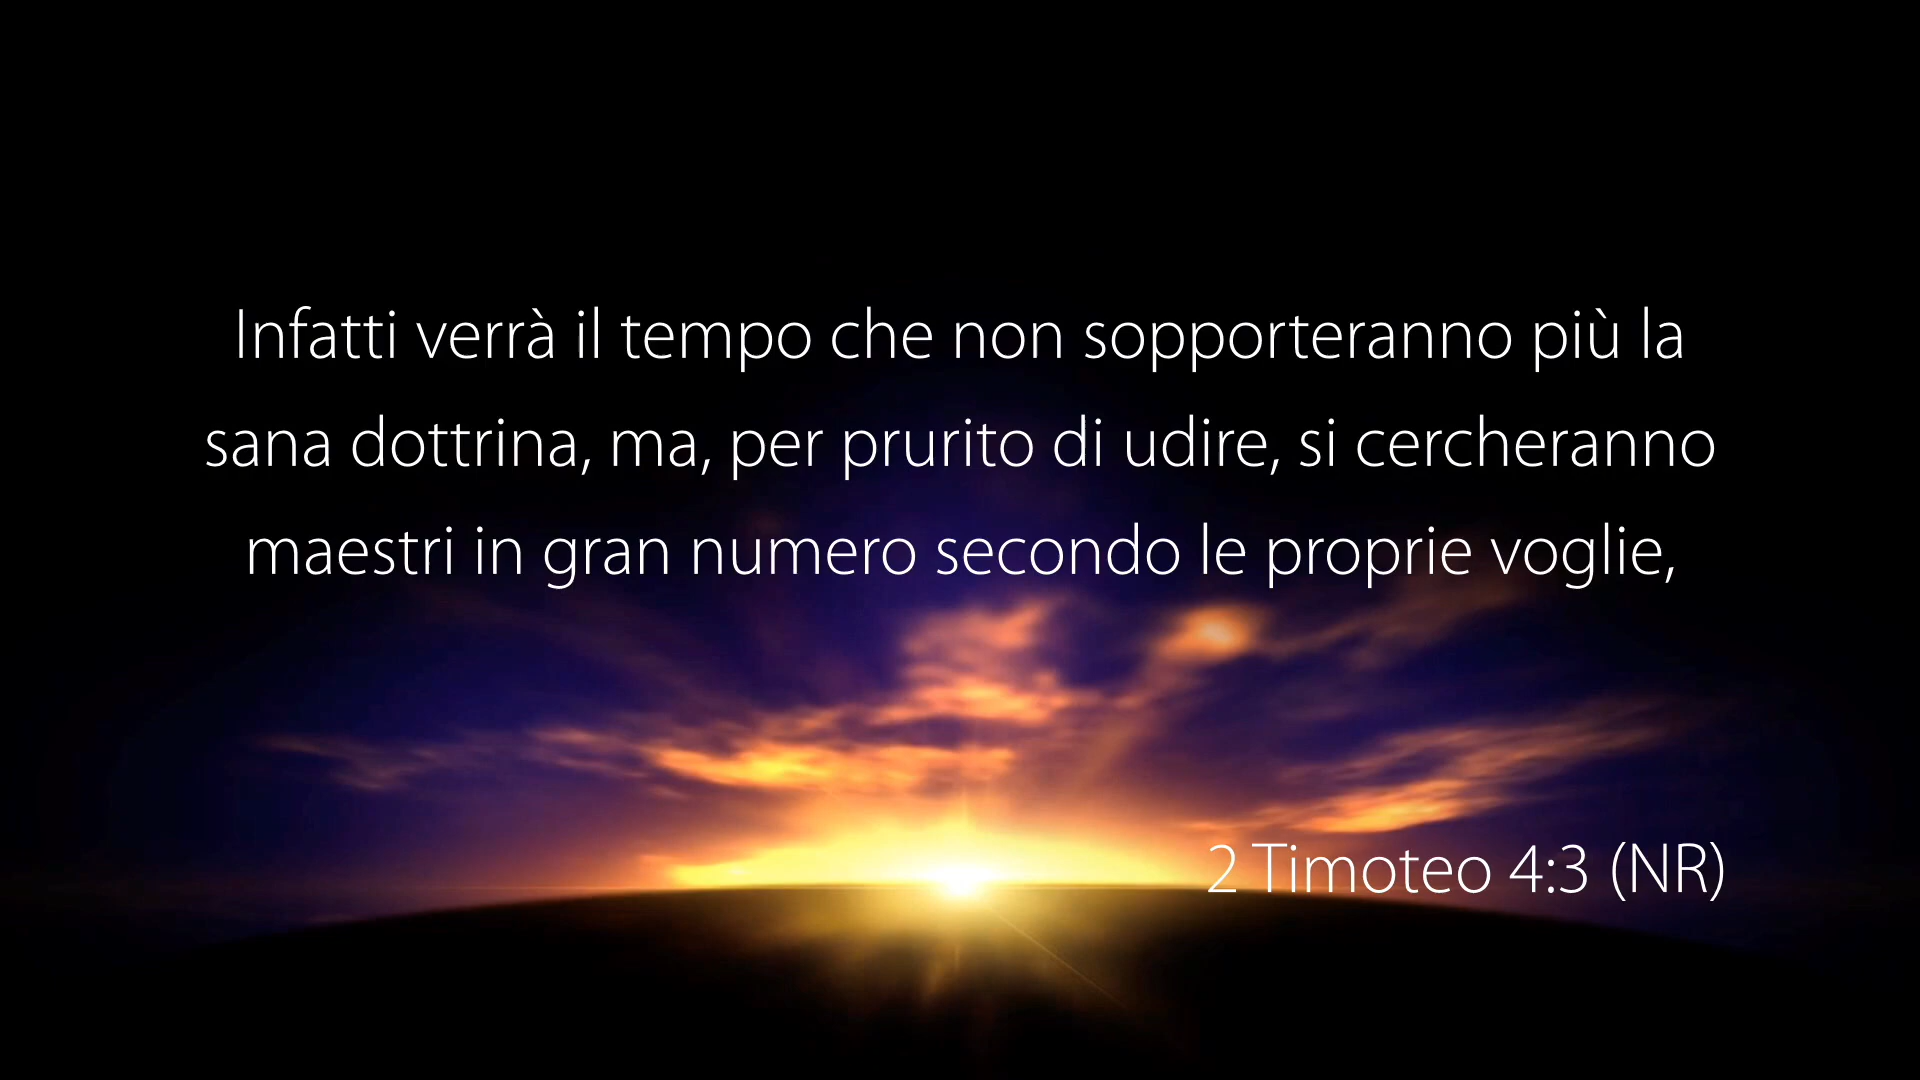 Infatti verrà il tempo che non sopporteranno più la
sana dottrina, ma, per prurito di udire, si cercheranno
maestri in gran numero secondo le proprie voglie,
2 Timoteo 4:3 (NR)